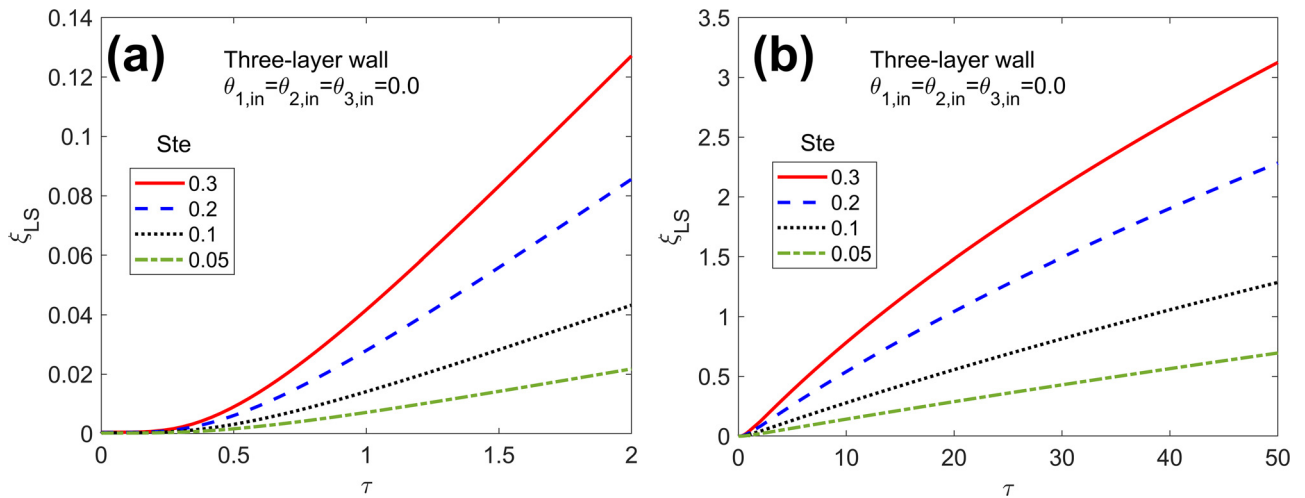 (a)
Three-layer wall
θ1,in=θ2,in=θ3,in=0.0
Ste
0.3
0.2
0.1
0.05
ξLS
0.14
0.12
0.1
0.08
0.06
0.04
0.02
0
0 0.5 1 1.5 2
τ
(b)
Three-layer wall
θ1,in=θ2,in=θ3,in=0.0
Ste
0.3
0.2
0.1
0.05
ξLS
3.5
3
2.5
2
1.5
1
0.5
0
0 10 20 30 40 50
τ